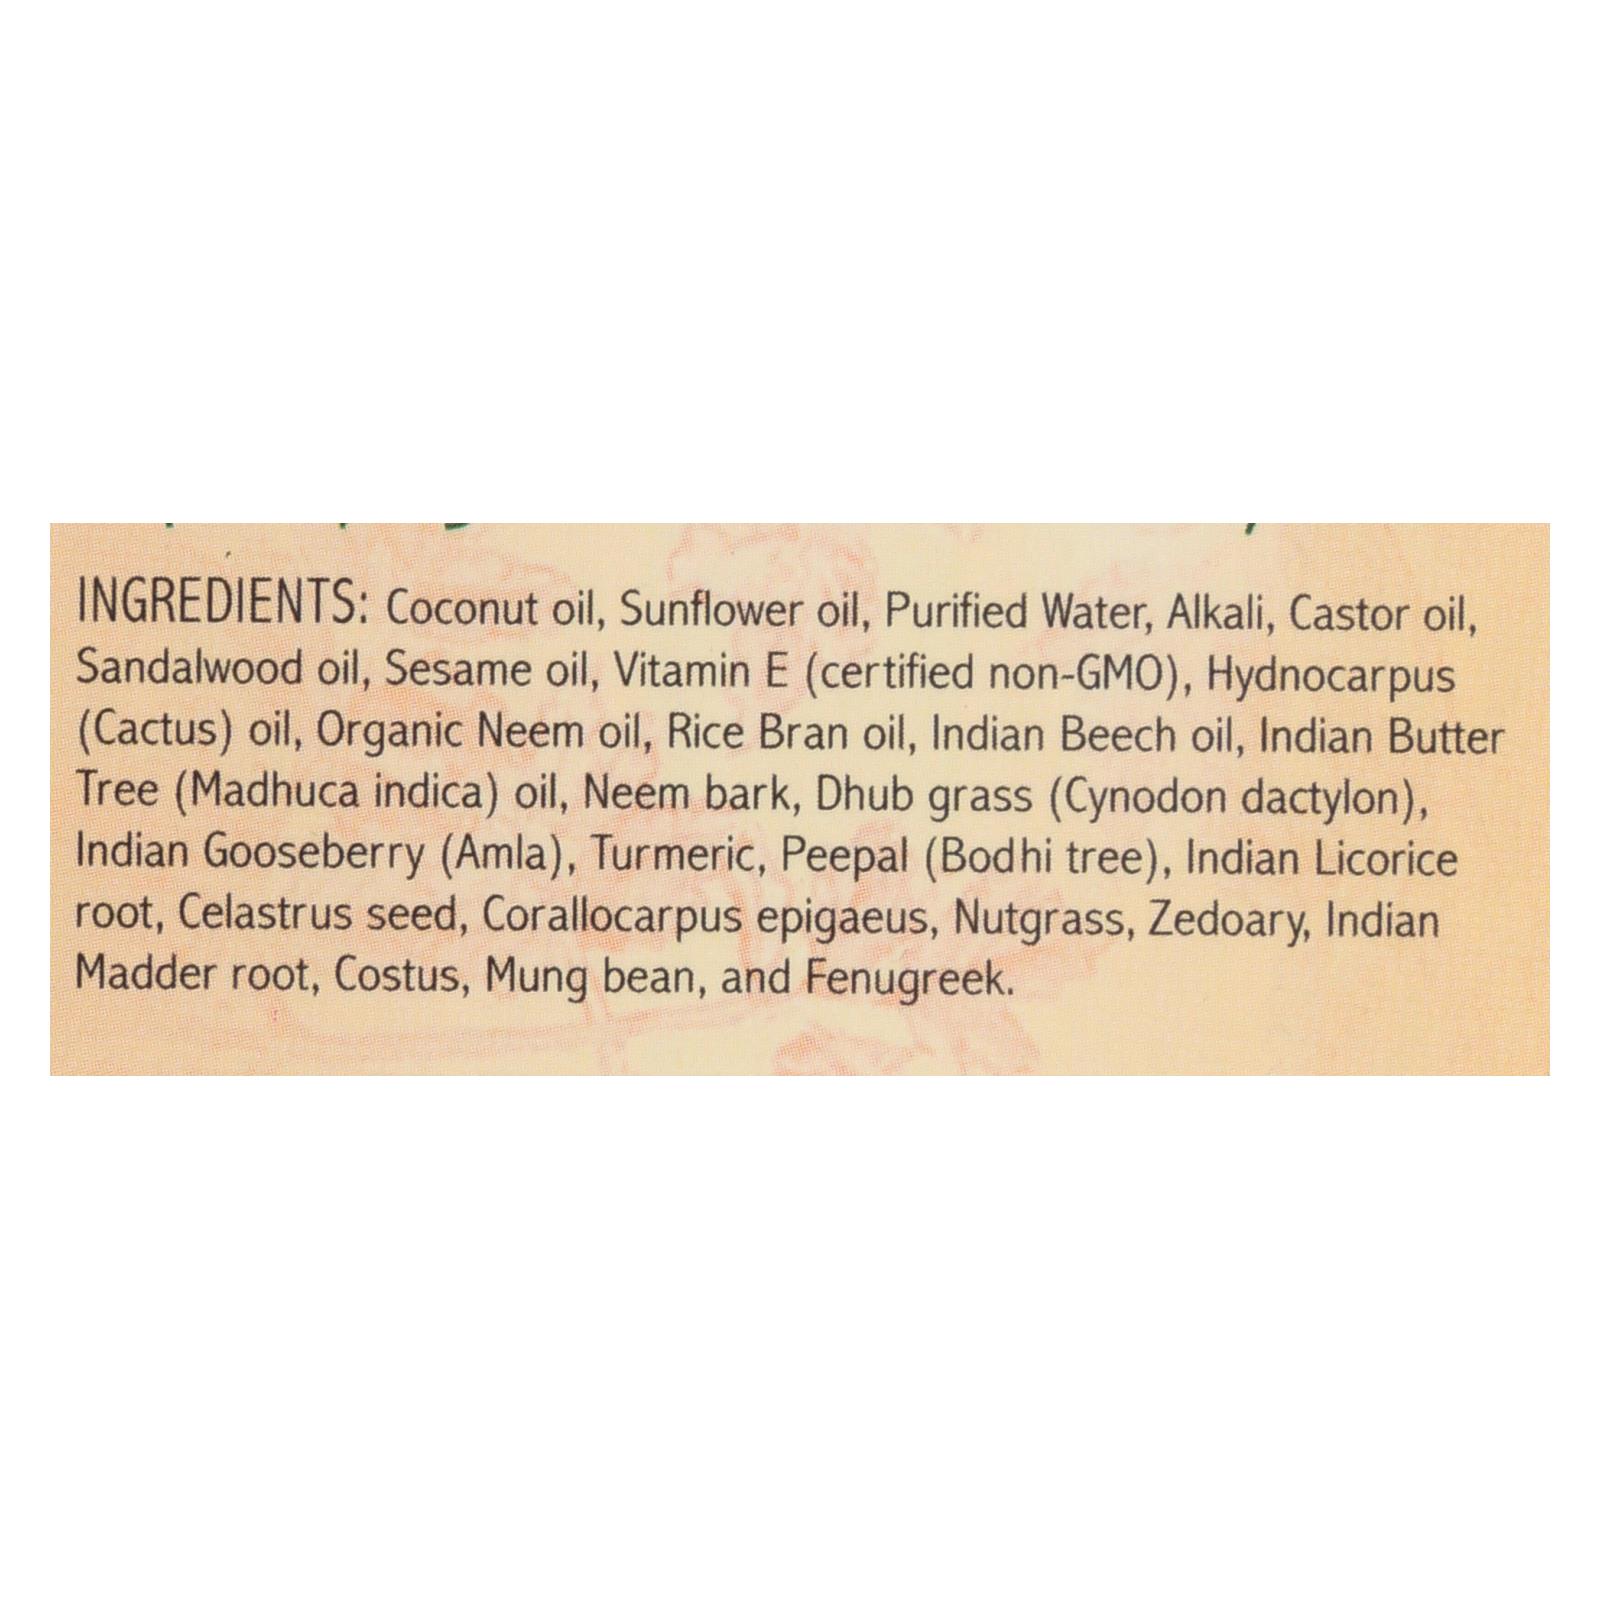 INGREDIENTS: Coconut oil, Sunflower oil, Purified Water, Alkali, Castor oil,
Sandalwood oil, Sesame oil, Vitamin E (certified non-GMO), Hydnocarpus
(Cactus) oil, Organic Neem oil, Rice Bran oil, Indian Beech oil, Indian Butter
Tree (Madhuca indica) oil, Neem bark, Dhub grass (Cynodon dactylon),
Indian Gooseberry (Amla), Turmeric, Peepal (Bodhi tree), Indian Licorice
root, Celastrus seed, Corallocarpus epigaeus, Nutgrass, Zedoary, Indian
Madder root, Costus, Mung bean, and Fenugreek.